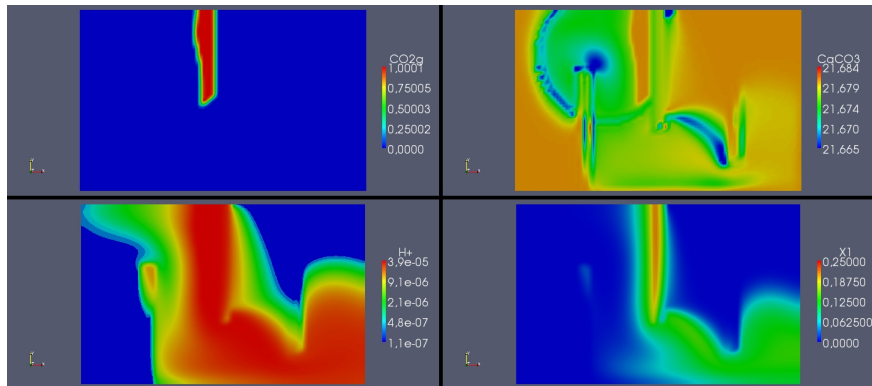 CO2g
1,0001
0,75005
0,50003
0,25002
0,0000
CaCO3
21,684
21,679
21,674
21,670
21,665
H+
3,9e-05
9,1e-06
2,1e-06
4,8e-07
1,1e-07
X1
0,25000
0,18750
0,12500
0,062500
0,0000